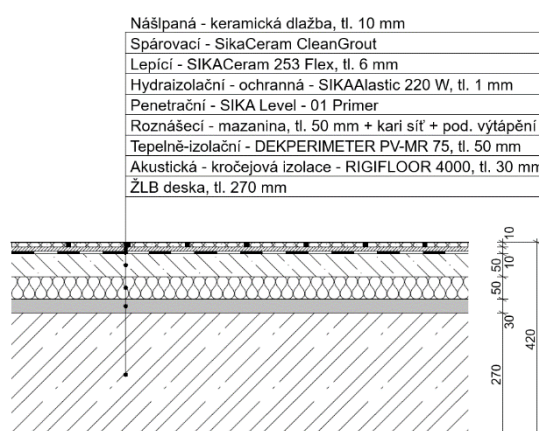 Nášlpaná - keramická dlažba, tl. 10 mm
Spárovací - SikaCeram CleanGrout
Lepící - SIKACeram 253 Flex, tl. 6 mm
Hydraizolační - ochranná - SIKAAlastic 220 W, tl. 1 mm
Penetrační - SIKA Level - 01 Primer
Roznášecí - mazanina, tl. 50 mm + kari síť + pod. výtápění
Tepelně-izolační - DEKPERIMETER PV-MR 75, tl. 50 mm
Akustická - kročejová izolace - RIGIFLOOR 4000, tl. 30 mm
ŽLB deska, tl. 270 mm
10
10
50
50
30
270
420